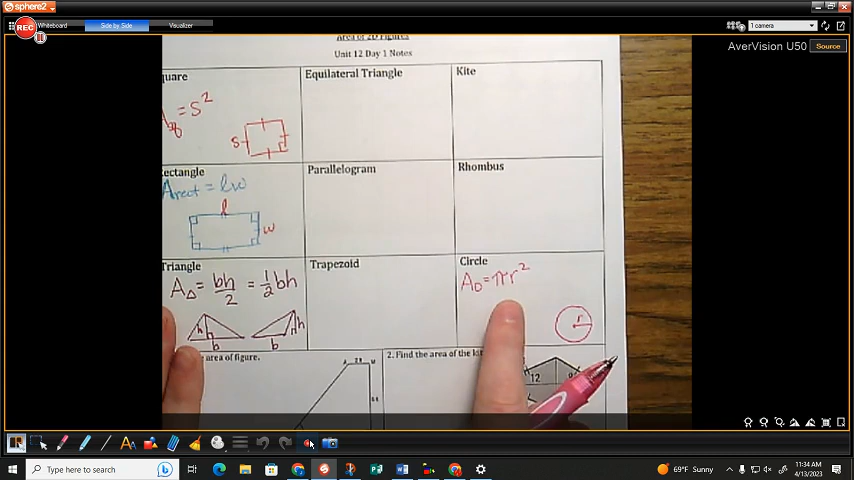 sphere2
REC
Whiteboard
Side by Side
Visualizer
1 camera
AverVision U50
Source
Area of 2D Figures
Unit 12 Day 1 Notes
quare
= s²
s
Equilateral Triangle
Kite
Rectangle
Arect = lw
l
w
Parallelogram
Rhombus
Triangle
A△ = bh/2 = 1/2 bh
h
b
h
b
Trapezoid
Circle
A⊙ = πr²
r
area of figure.
2. Find the area of the
12
Type here to search
69°F Sunny
11:34 AM
4/13/2023